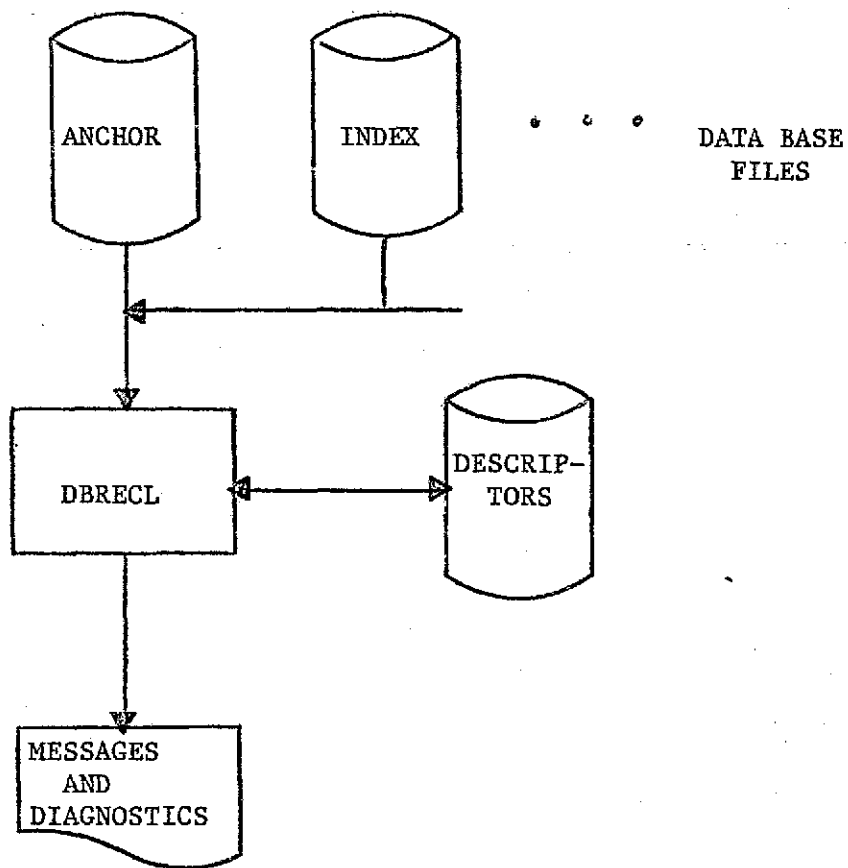 ANCHOR
INDEX
DATA BASE
FILES
DBRECL
DESCRIP-
TORS
MESSAGES
AND
DIAGNOSTICS